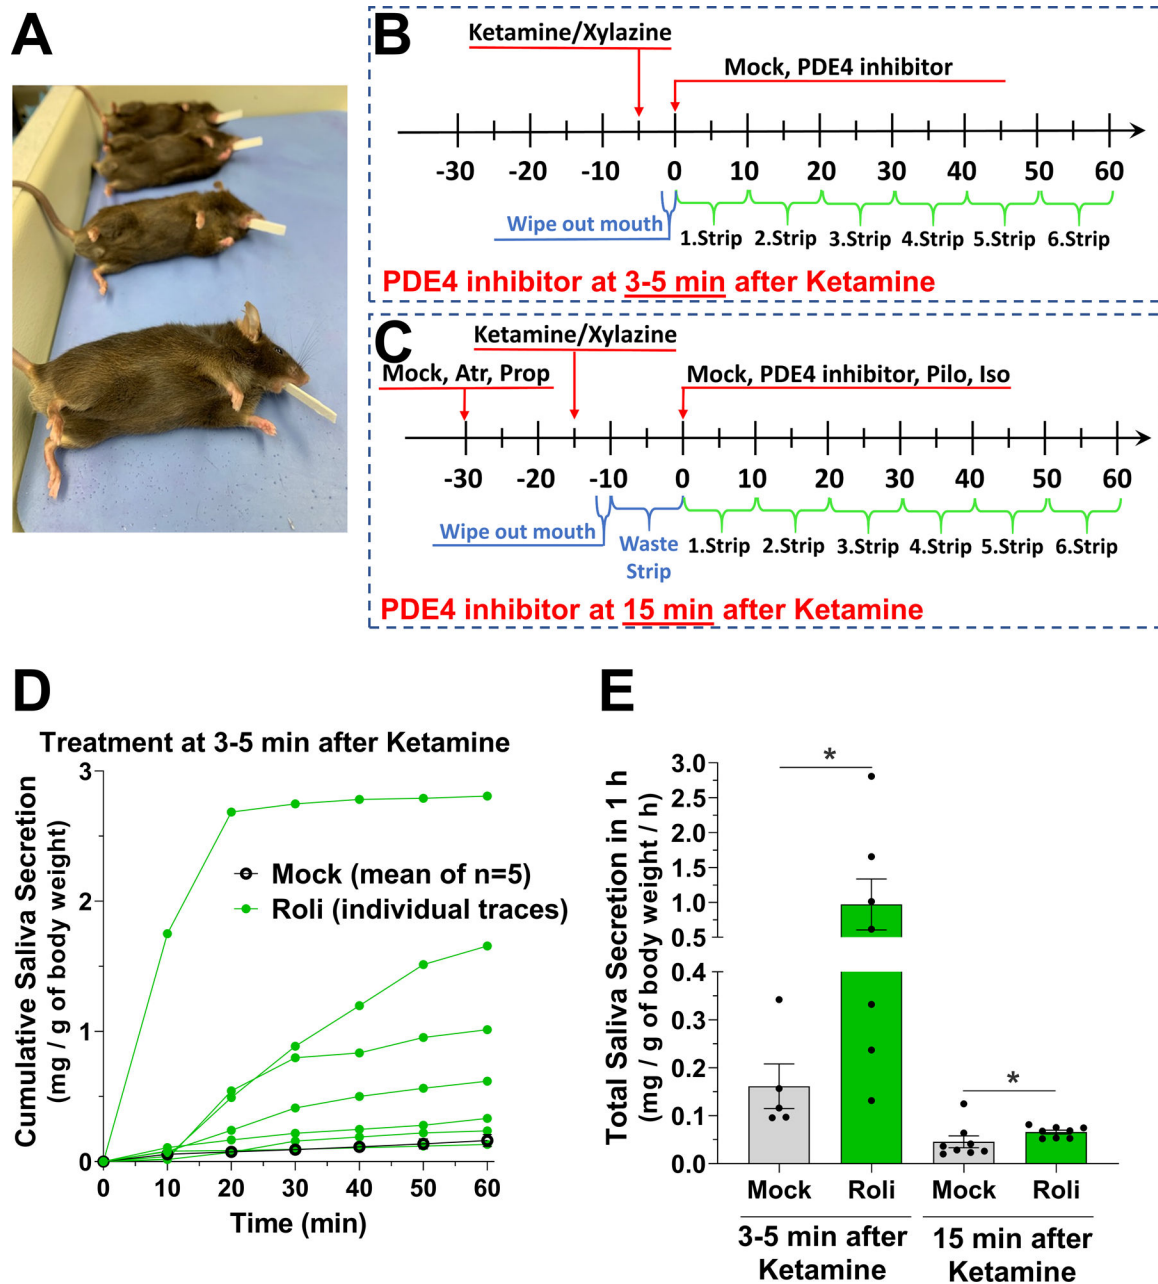 A
B
Ketamine/Xylazine
Mock, PDE4 inhibitor
-30 -20 -10 0 10 20 30 40 50 60
Wipe out mouth
1.Strip 2.Strip 3.Strip 4.Strip 5.Strip 6.Strip
PDE4 inhibitor at 3-5 min after Ketamine
C
Ketamine/Xylazine
Mock, Atr, Prop
Mock, PDE4 inhibitor, Pilo, Iso
-30 -20 -10 0 10 20 30 40 50 60
Wipe out mouth
Waste
Strip
1.Strip 2.Strip 3.Strip 4.Strip 5.Strip 6.Strip
PDE4 inhibitor at 15 min after Ketamine
D
Treatment at 3-5 min after Ketamine
Cumulative Saliva Secretion
(mg / g of body weight)
3
2
1
0
Mock (mean of n=5)
Roli (individual traces)
0 10 20 30 40 50 60
Time (min)
E
Total Saliva Secretion in 1 h
(mg / g of body weight / h)
3.0
2.5
2.0
1.5
1.0
0.5
0.4
0.3
0.2
0.1
0.0
*
*
Mock Roli Mock Roli
3-5 min after
Ketamine
15 min after
Ketamine